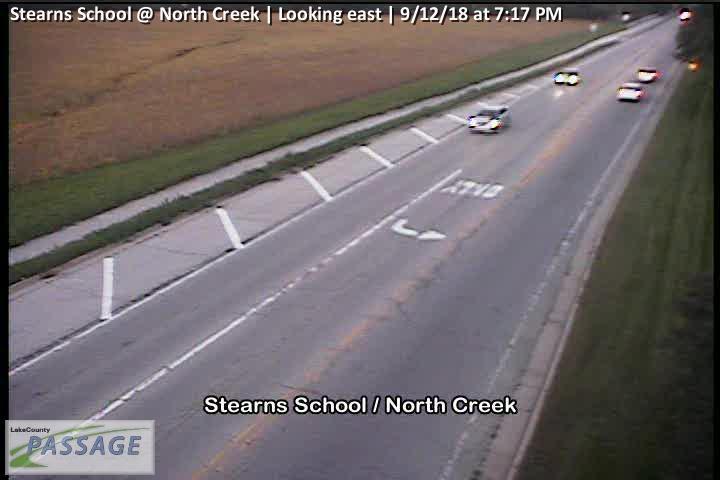 Stearns School @ North Creek | Looking east | 9/12/18 at 7:17 PM
ONLY
Stearns School / North Creek
LakeCounty
PASSAGE